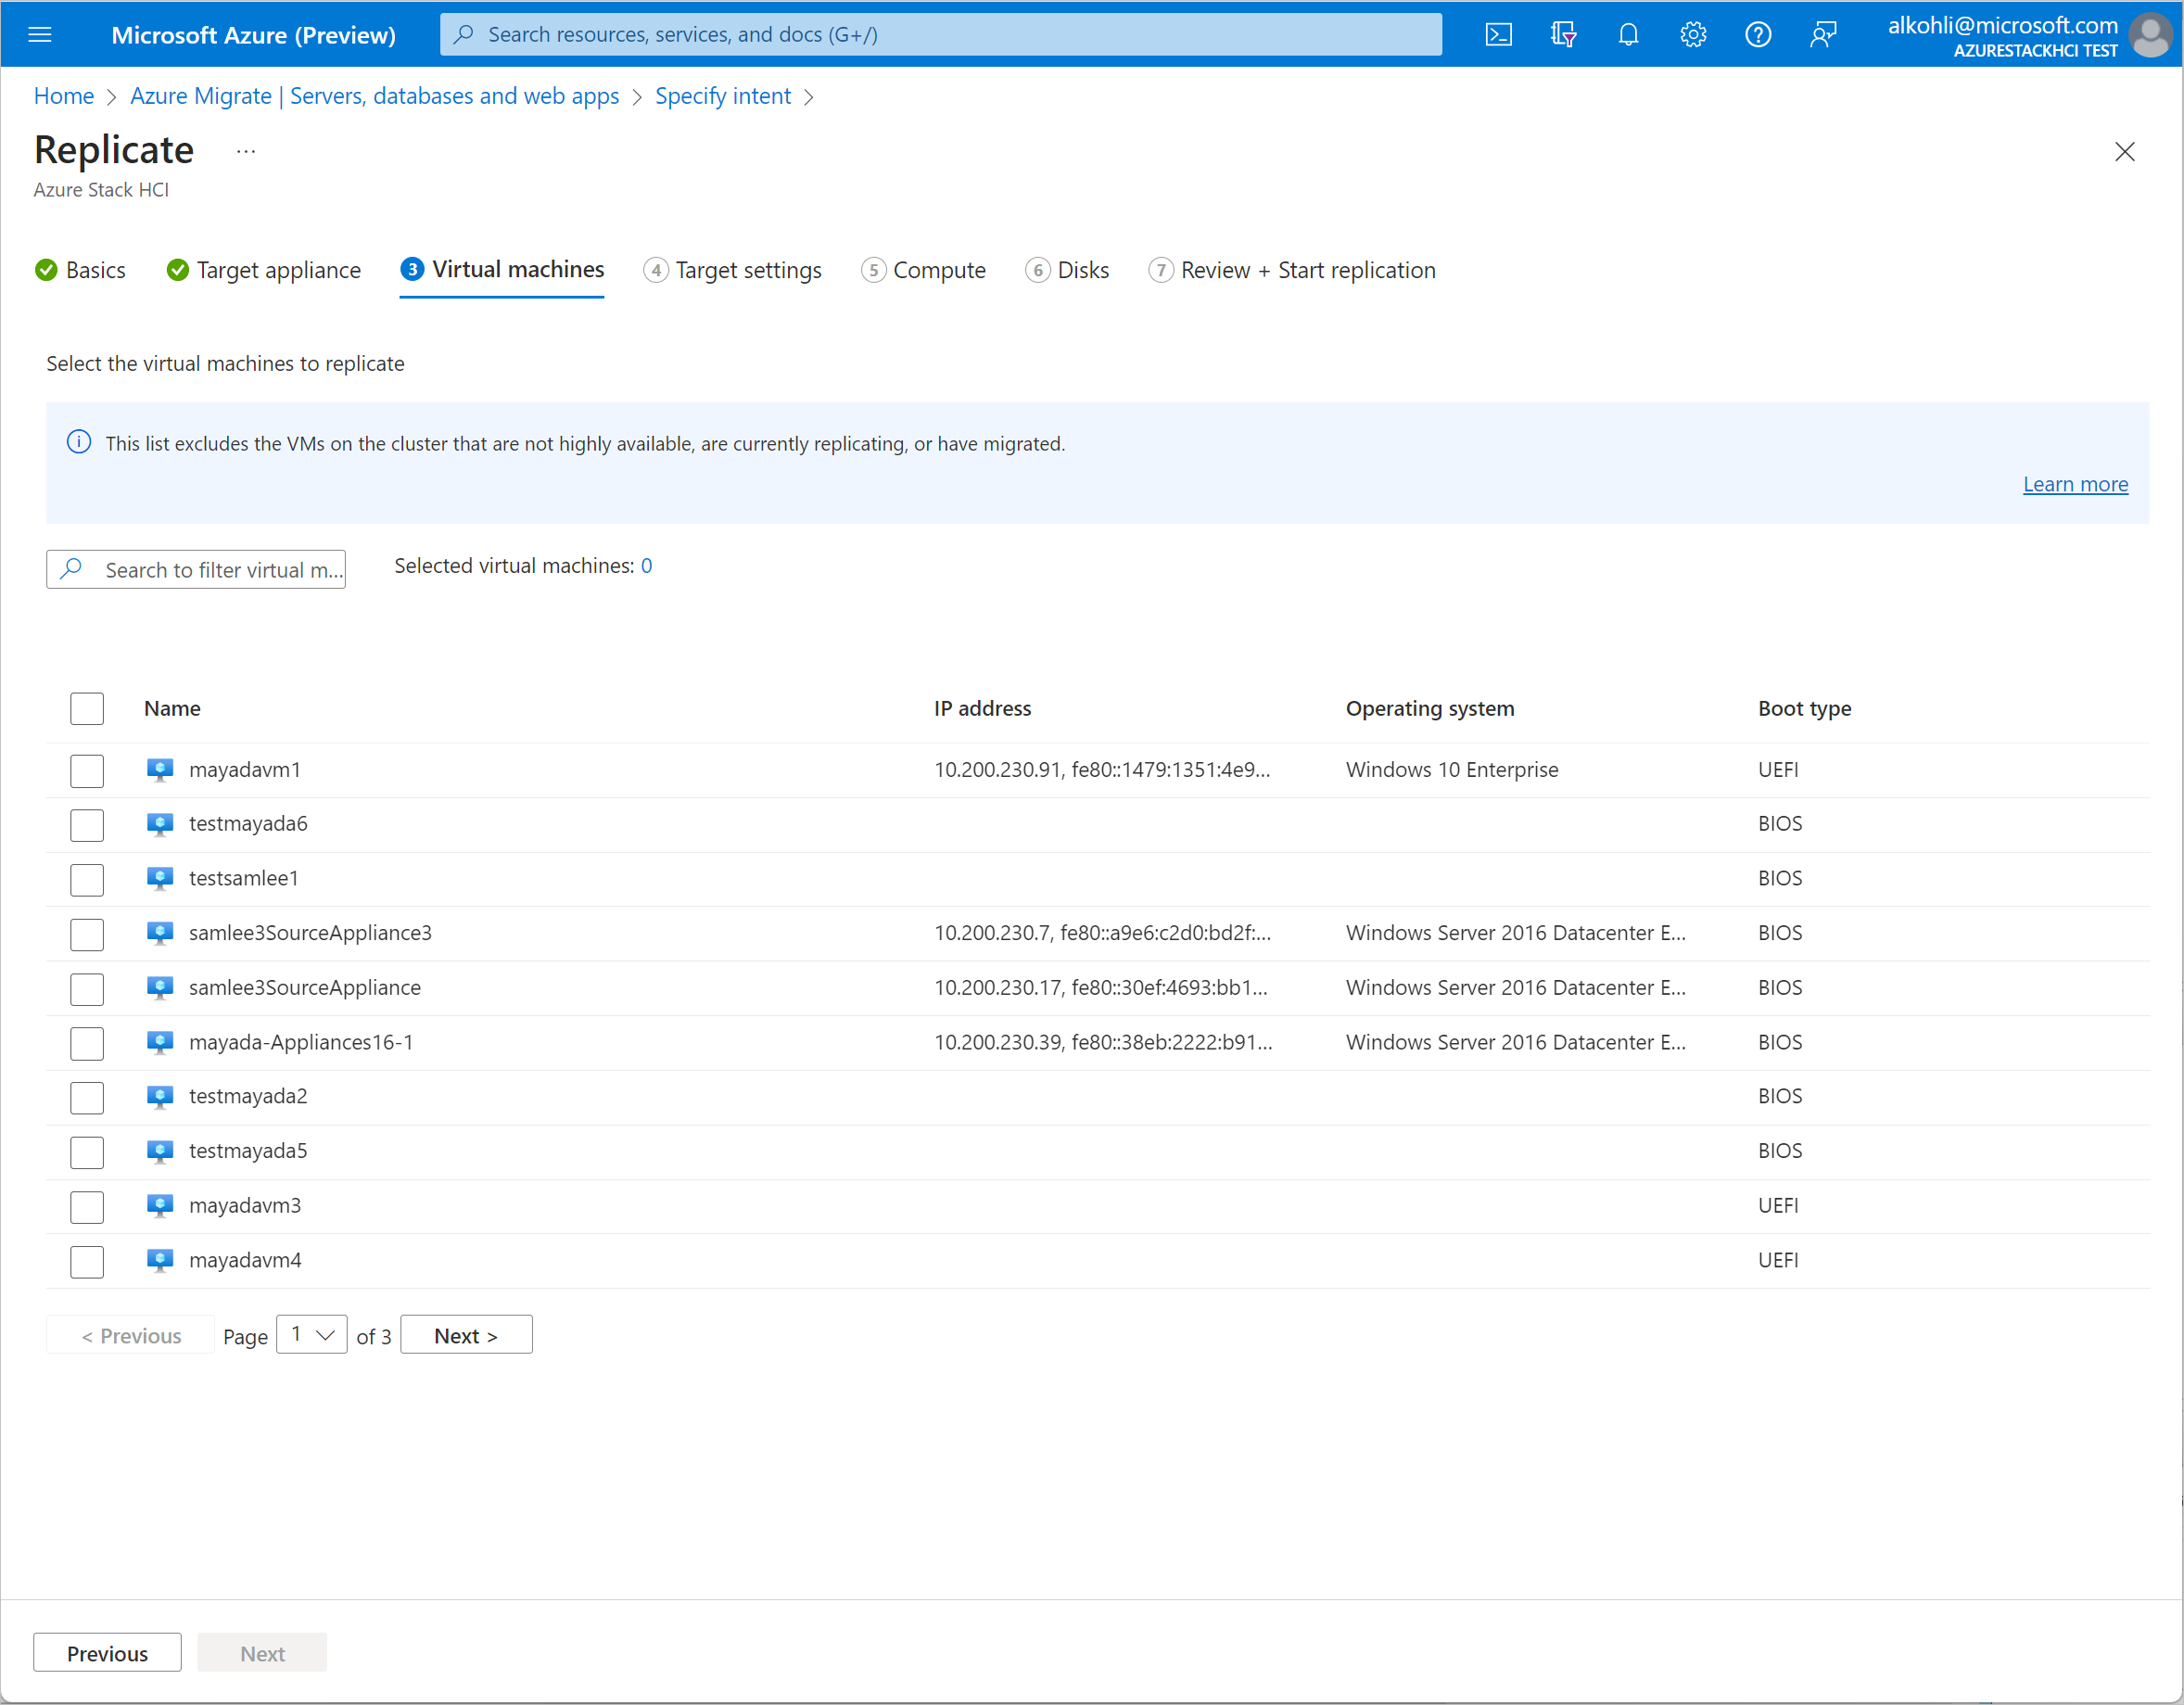 Microsoft Azure (Preview)
Search resources, services, and docs (G+/)
alkohli@microsoft.com
AZURESTACKHCI TEST
Home > Azure Migrate | Servers, databases and web apps > Specify intent >
Replicate ...
Azure Stack HCI
Basics
Target appliance
3 Virtual machines
4 Target settings
5 Compute
6 Disks
7 Review + Start replication
Select the virtual machines to replicate
This list excludes the VMs on the cluster that are not highly available, are currently replicating, or have migrated.
Learn more
Search to filter virtual m...
Selected virtual machines: 0
Name IP address Operating system Boot type
mayadavm1 10.200.230.91, fe80::1479:1351:4e9... Windows 10 Enterprise UEFI
testmayada6 BIOS
testsamlee1 BIOS
samlee3SourceAppliance3 10.200.230.7, fe80::a9e6:c2d0:bd2f:... Windows Server 2016 Datacenter E... BIOS
samlee3SourceAppliance 10.200.230.17, fe80::30ef:4693:bb1... Windows Server 2016 Datacenter E... BIOS
mayada-Appliances16-1 10.200.230.39, fe80::38eb:2222:b91... Windows Server 2016 Datacenter E... BIOS
testmayada2 BIOS
testmayada5 BIOS
mayadavm3 UEFI
mayadavm4 UEFI
< Previous Page 1 of 3 Next >
Previous Next